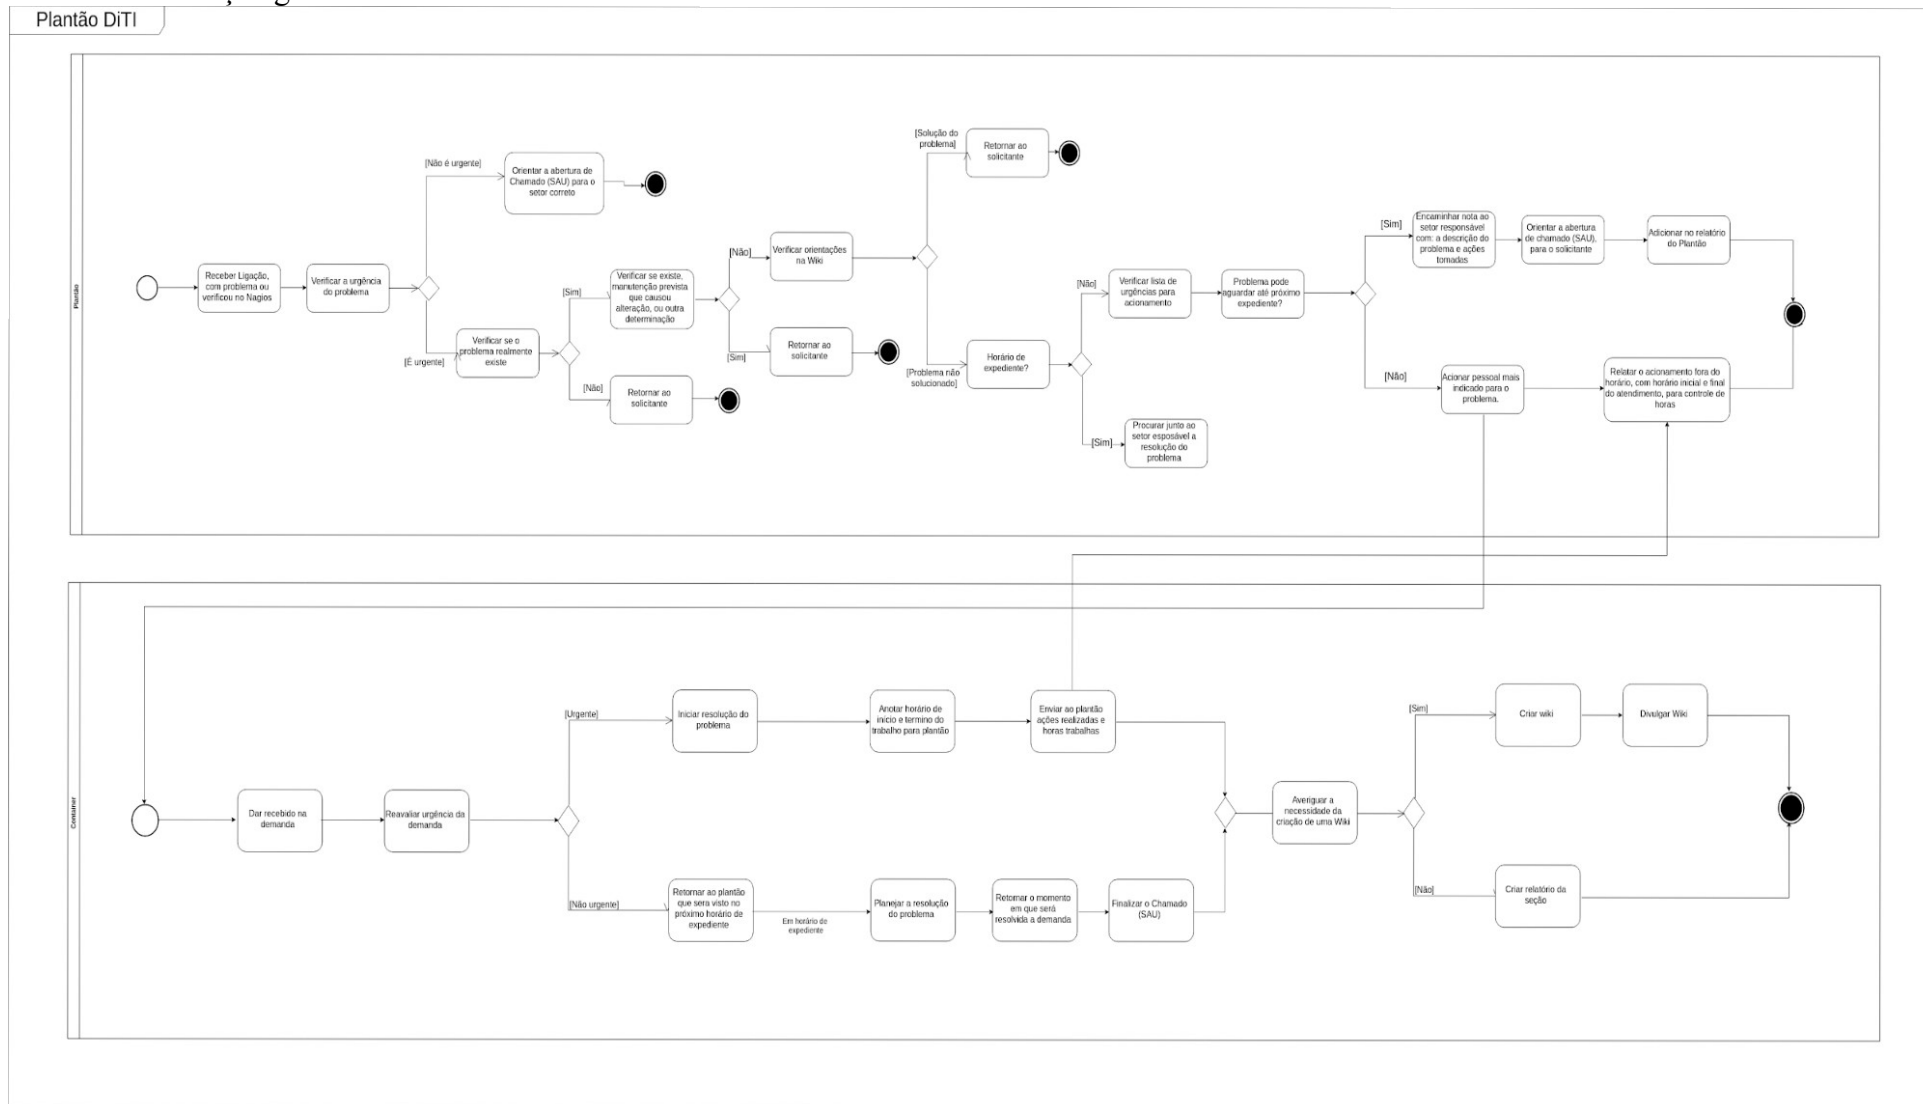 Plantão DiTI
Plantão
[Solução do
problema]
Retornar ao
solicitante
[Não é urgente]
Orientar a abertura de
Chamado (SAU) para o
setor correto
[Sim]
Encaminhar nota ao
setor responsável
com: a descrição do
problema e ações
tomadas
Orientar a abertura
de chamado (SAU),
para o solicitante
Adicionar no relatório
do Plantão
[Não]
Verificar orientações
na Wiki
Receber Ligação,
com problema ou
verificou no Nagios
Verificar a urgência
do problema
[Sim]
Verificar se existe,
manutenção prevista
que causou
alteração, ou outra
determinação
[Não]
Verificar lista de
urgências para
acionamento
Problema pode
aguardar até próximo
expediente?
[É urgente]
Verificar se o
problema realmente
existe
[Sim]
Retornar ao
solicitante
[Problema não
solucionado]
Horário de
expediente?
[Não]
Retornar ao
solicitante
[Não]
Acionar pessoal mais
indicado para o
problema.
Relatar o acionamento fora do
horário, com horário inicial e final
do atendimento, para controle de
horas
[Sim]
Procurar junto ao
setor esposável a
resolução do
problema
Container
[Urgente]
Iniciar resolução do
problema
Anotar horário de
início e termino do
trabalho para plantão
Enviar ao plantão
ações realizadas e
horas trabalhas
[Sim]
Criar wiki
Divulgar Wiki
Dar recebido na
demanda
Reavaliar urgência da
demanda
Averiguar a
necessidade da
criação de uma Wiki
[Não urgente]
Retornar ao plantão
que sera visto no
próximo horário de
expediente
Em horário de
expediente
Planejar a resolução
do problema
Retornar o momento
em que será
resolvida a demanda
Finalizar o Chamado
(SAU)
[Não]
Criar relatório da
seção